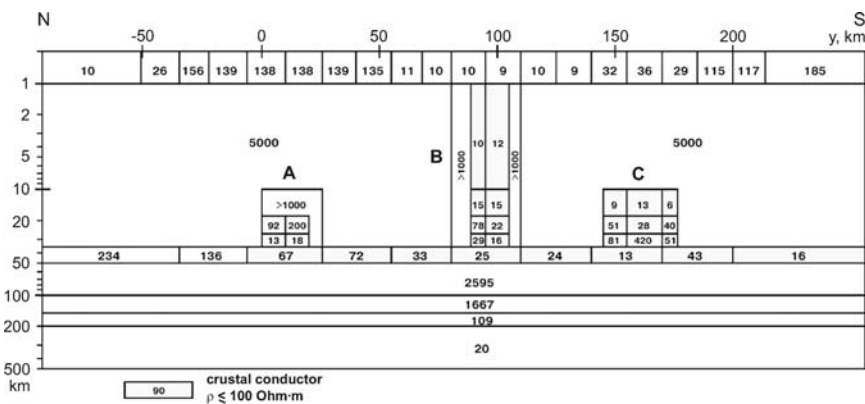 N S
-50 0 50 100 150 200 y, km
10 26 156 139 138 138 139 135 11 10 10 9 10 9 32 36 29 115 117 185
1
2
5
10
20
50
100
200
500
km
5000 B >1000 10 12 >1000 5000
A C
>1000 15 15 9 13 6
92 200 78 22 51 28 40
13 18 29 16 81 420 51
234 136 67 72 33 25 24 13 43 16
2595
1667
109
20
90 crustal conductor
ρ ⩽ 100 Ohm·m